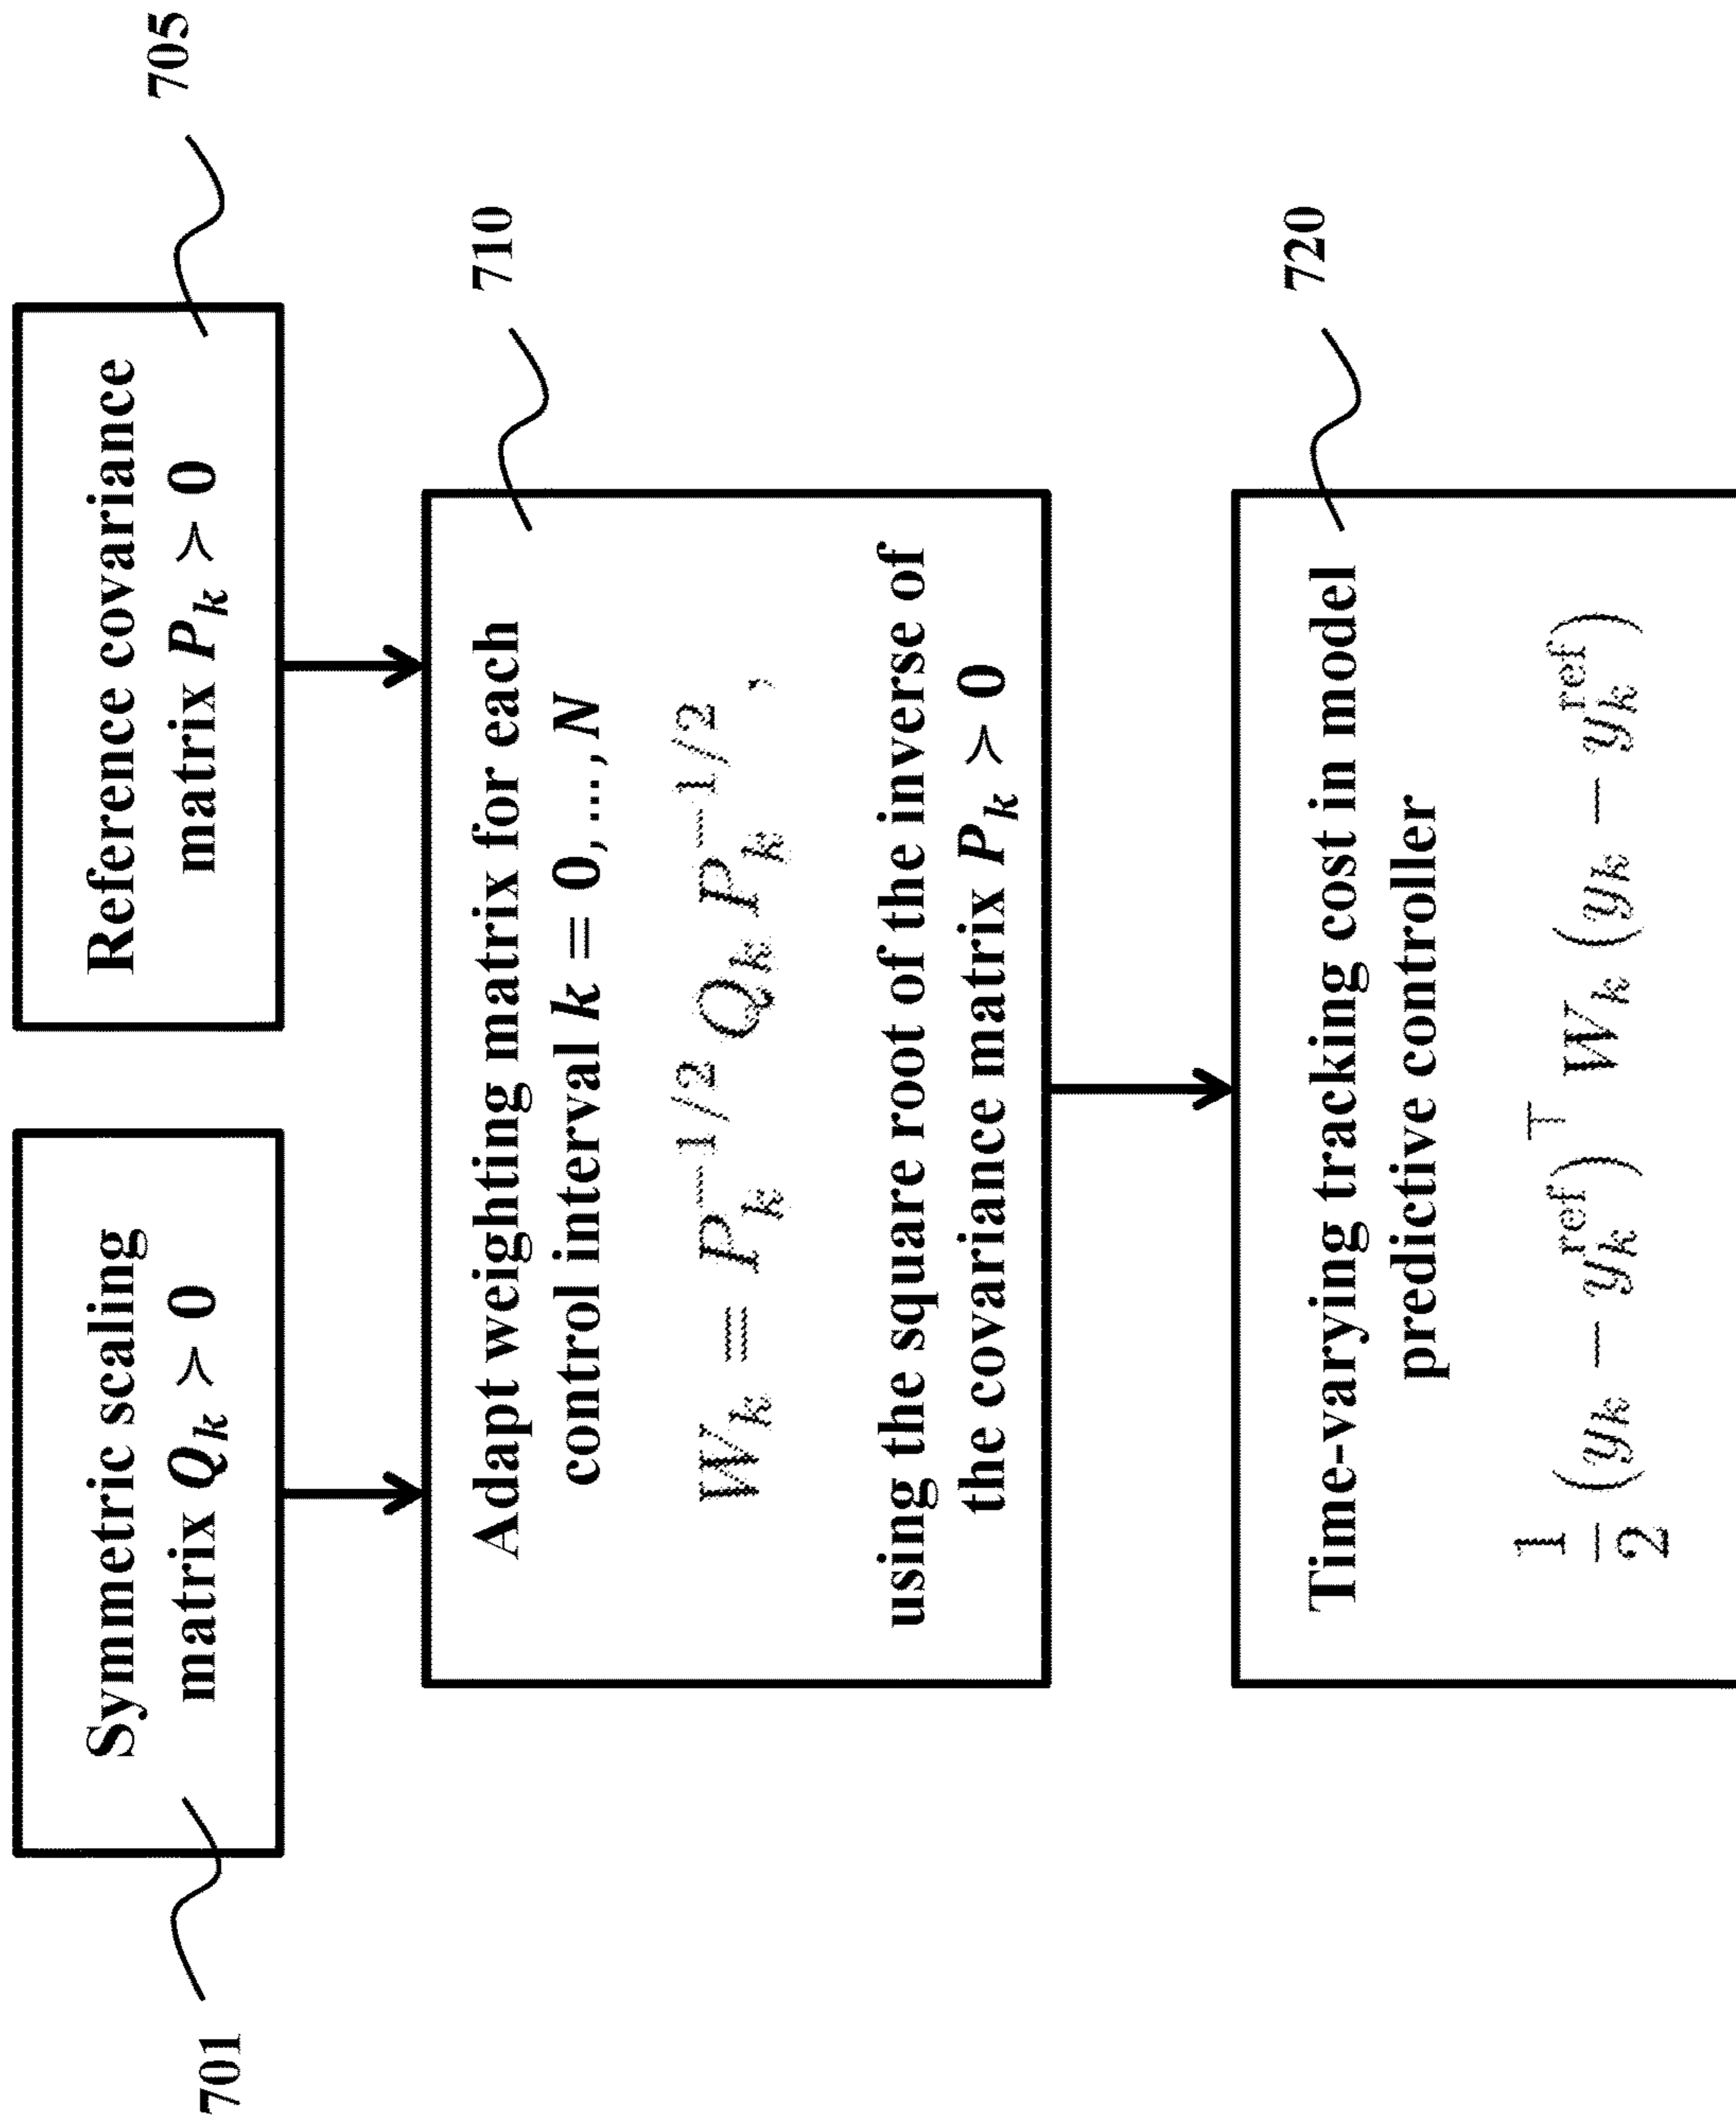 701
Symmetric scaling
matrix Q_k ≻ 0
Reference covariance
matrix P_k ≻ 0
705
Adapt weighting matrix for each
control interval k = 0, …, N
W_k = P_k^{-1/2} Q_k P_k^{-1/2} ,
using the square root of the inverse of
the covariance matrix P_k ≻ 0
710
Time-varying tracking cost in model
predictive controller
\frac{1}{2} (y_k − y_k^{ref})^⊤ W_k (y_k − y_k^{ref})
720